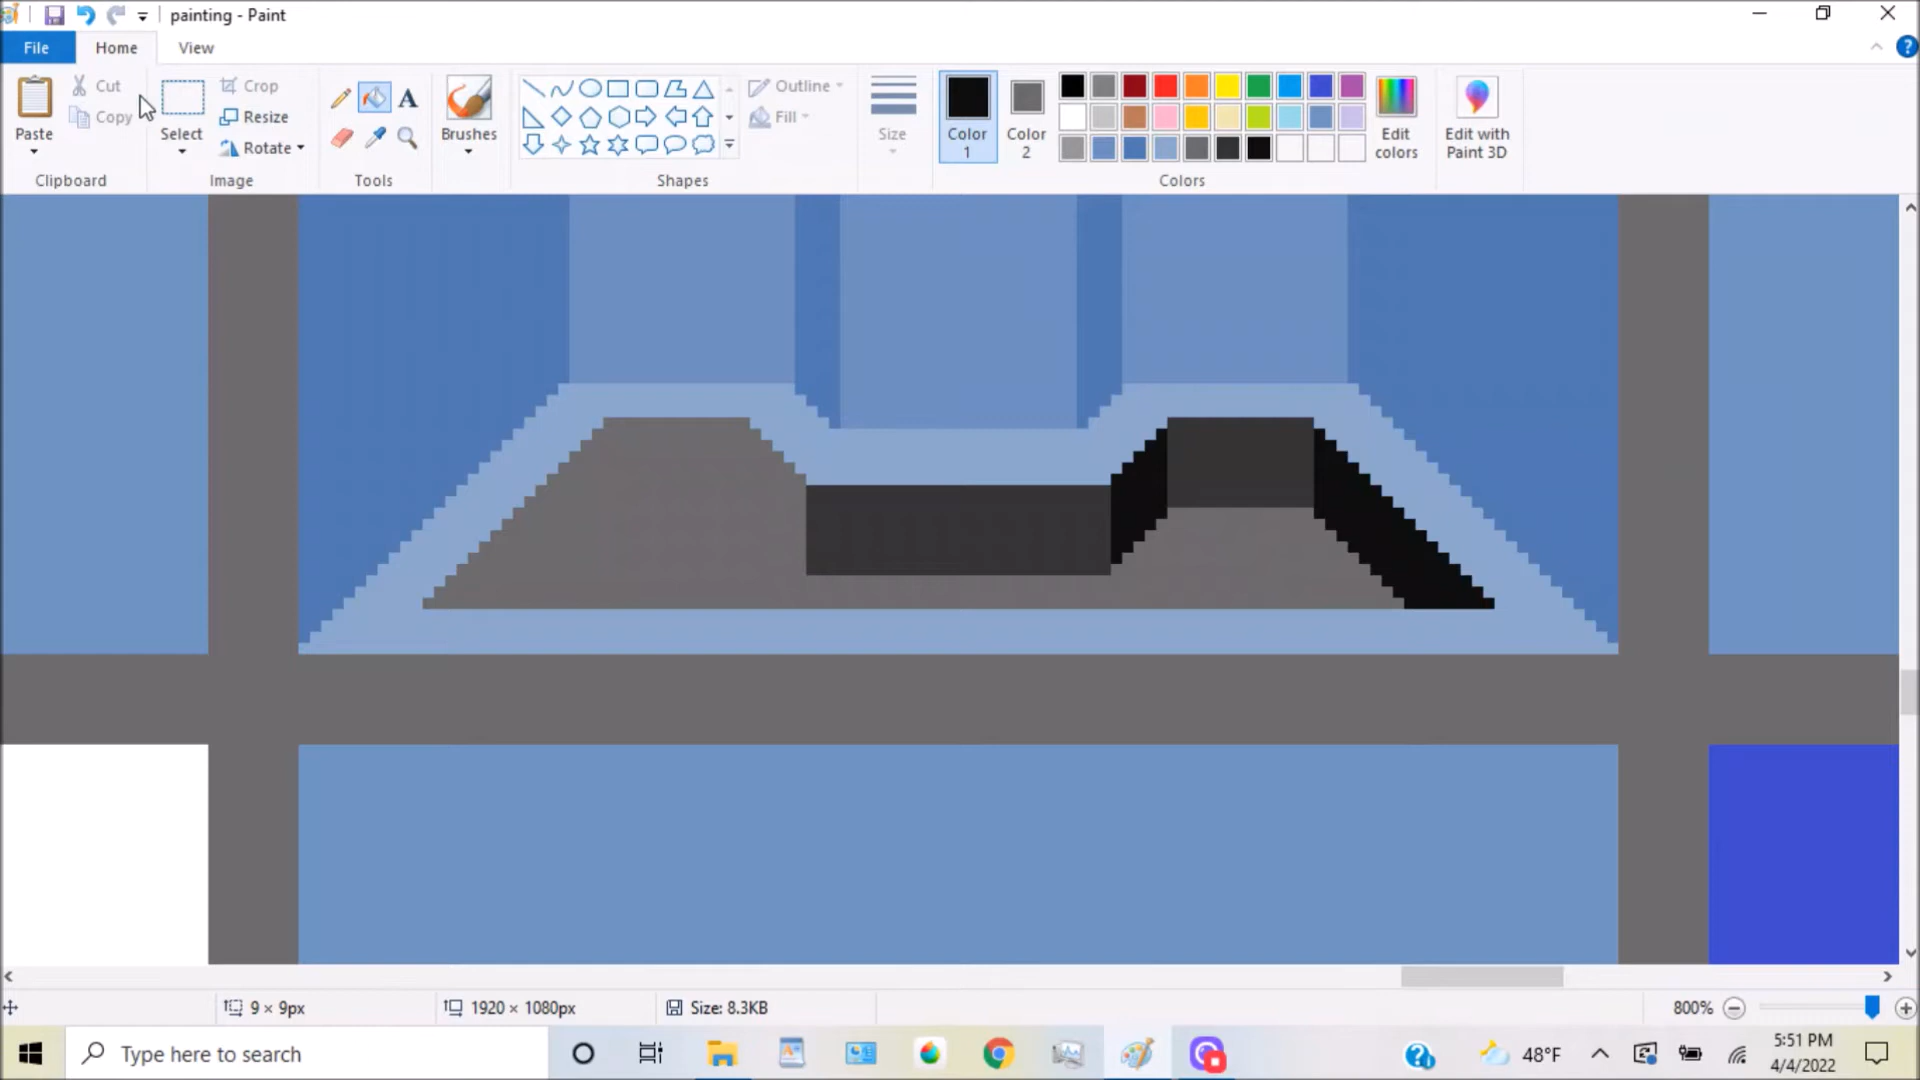 painting - Paint
File
Home
View
Paste
Cut
Copy
Clipboard
Select
Crop
Resize
Rotate
Image
A
Tools
Brushes
Shapes
Outline
Fill
Size
Color
1
Color
2
Colors
Edit
colors
Edit with
Paint 3D
9 × 9px
1920 × 1080px
Size: 8.3KB
800%
Type here to search
48°F
5:51 PM
4/4/2022